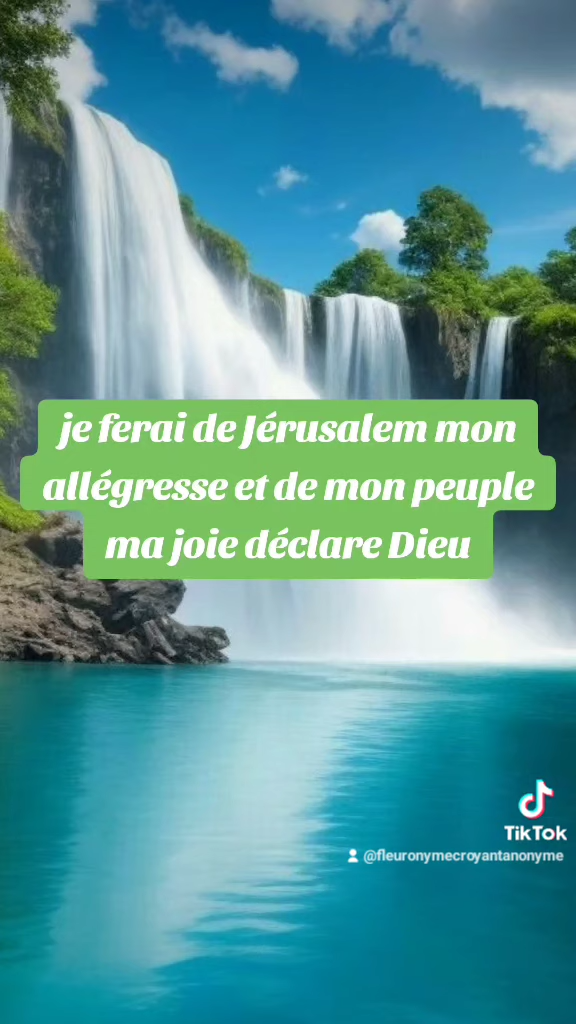 je ferai de Jérusalem mon
allégresse et de mon peuple
ma joie déclare Dieu
TikTok
@fleuronymecroyantanonyme